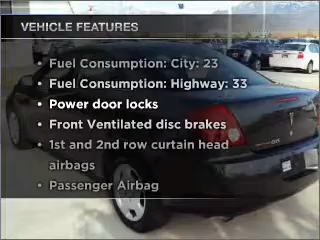 VEHICLE FEATURES
• Fuel Consumption: City: 23
• Fuel Consumption: Highway: 33
• Power door locks
• Front Ventilated disc brakes
• 1st and 2nd row curtain head
airbags
• Passenger Airbag